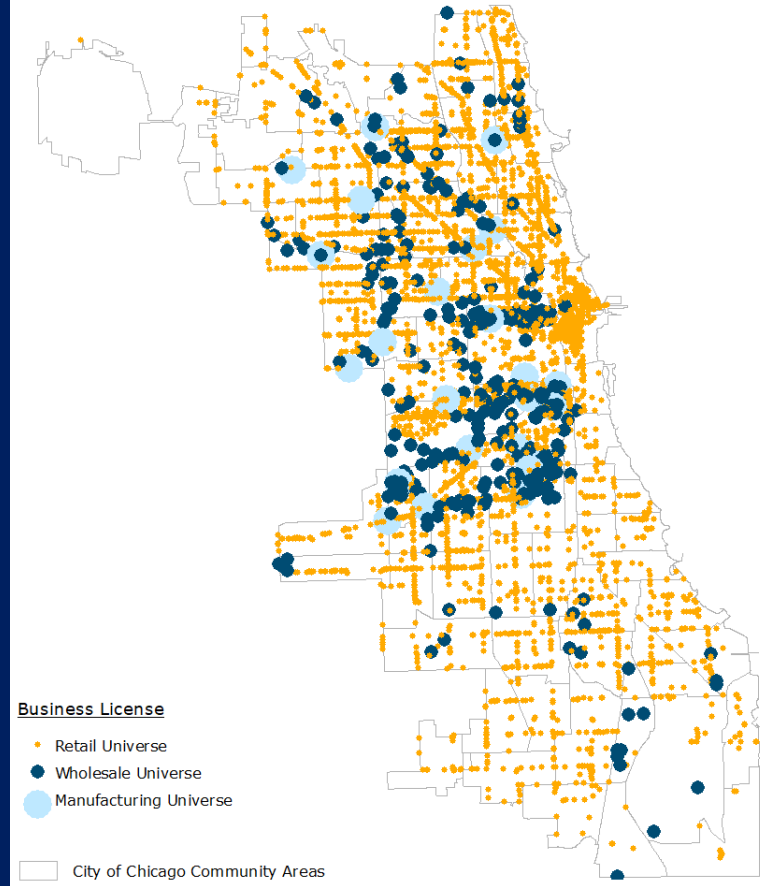 Business License
Retail Universe
Wholesale Universe
Manufacturing Universe
City of Chicago Community Areas